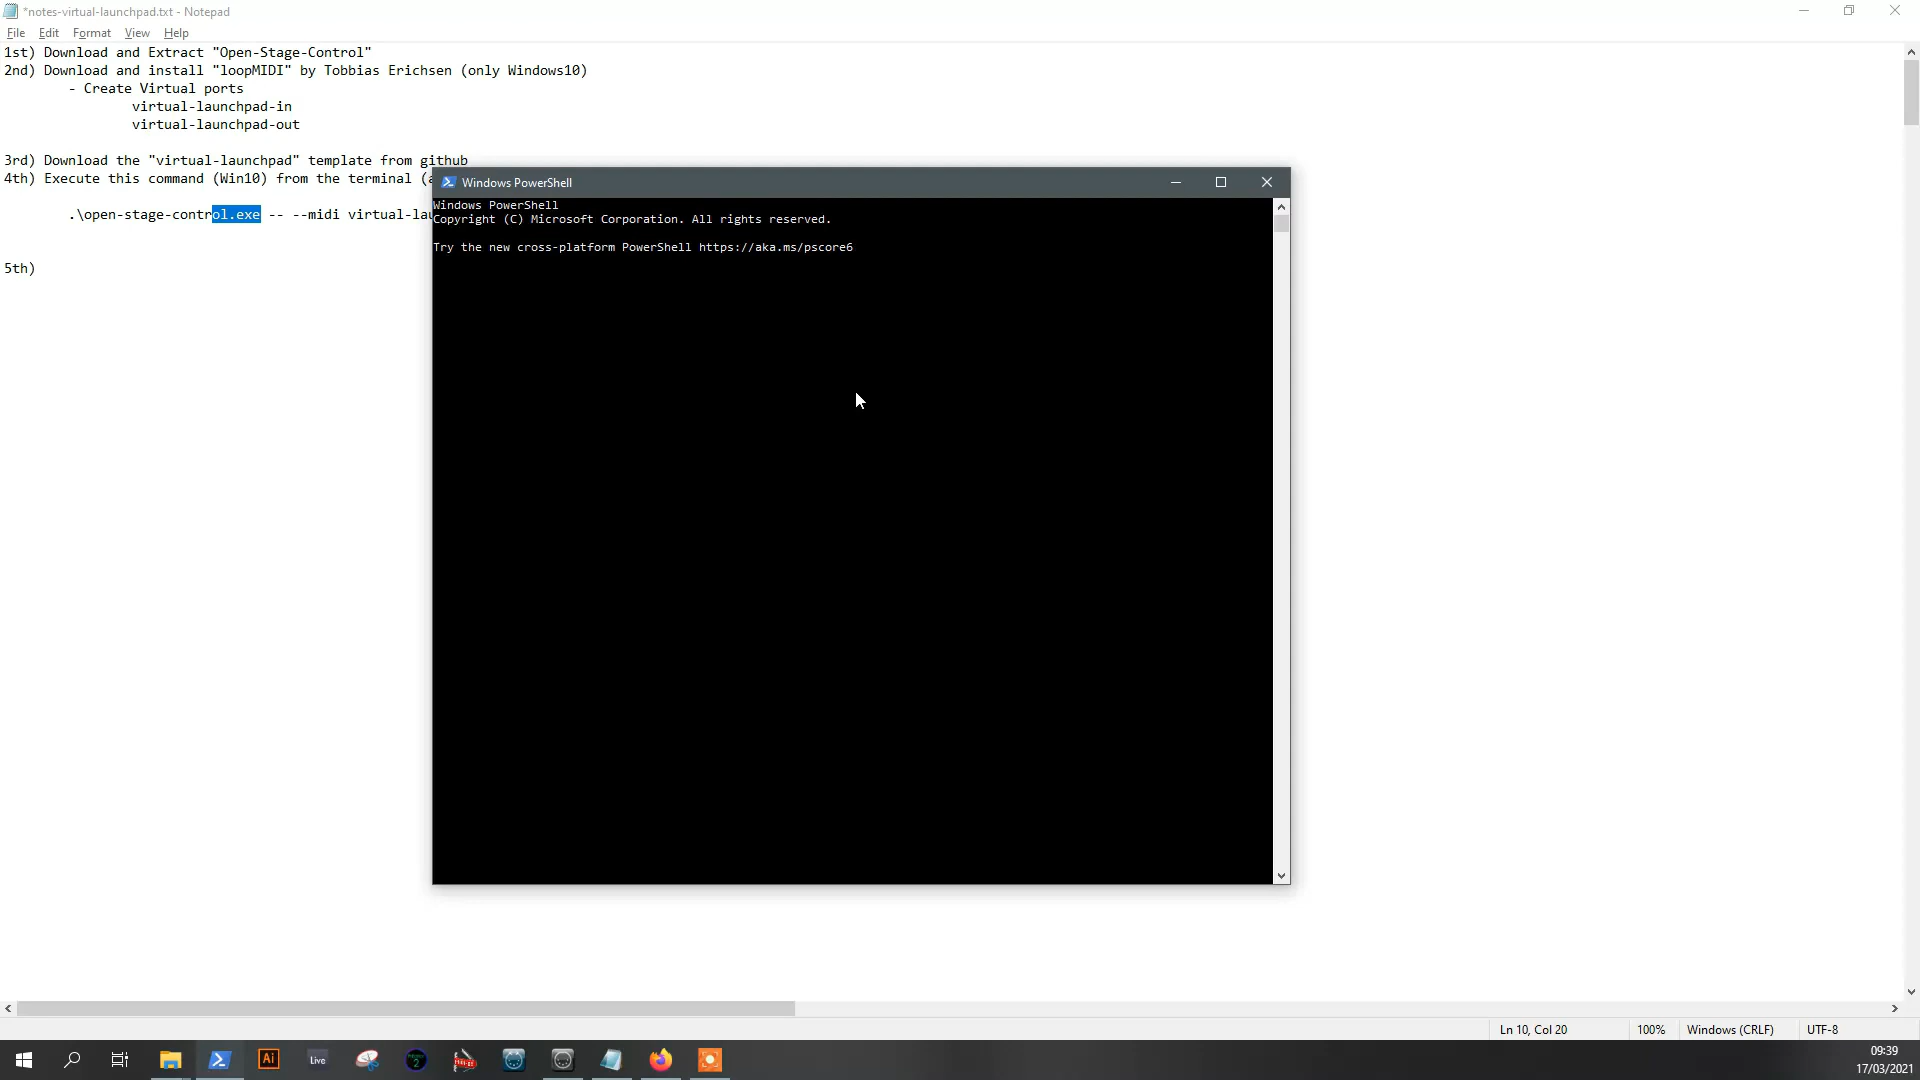 *notes-virtual-launchpad.txt - Notepad
File Edit Format View Help
1st) Download and Extract "Open-Stage-Control"
2nd) Download and install "loopMIDI" by Tobbias Erichsen (only Windows10)
- Create Virtual ports
virtual-launchpad-in
virtual-launchpad-out
3rd) Download the "virtual-launchpad" template from github
4th) Execute this command (Win10) from the terminal (
.\open-stage-control.exe -- --midi virtual-lau
5th)
Windows PowerShell
Windows PowerShell
Copyright (C) Microsoft Corporation. All rights reserved.
Try the new cross-platform PowerShell https://aka.ms/pscore6
Ln 10, Col 20 100% Windows (CRLF) UTF-8
Ai
Live
2
09:39
17/03/2021